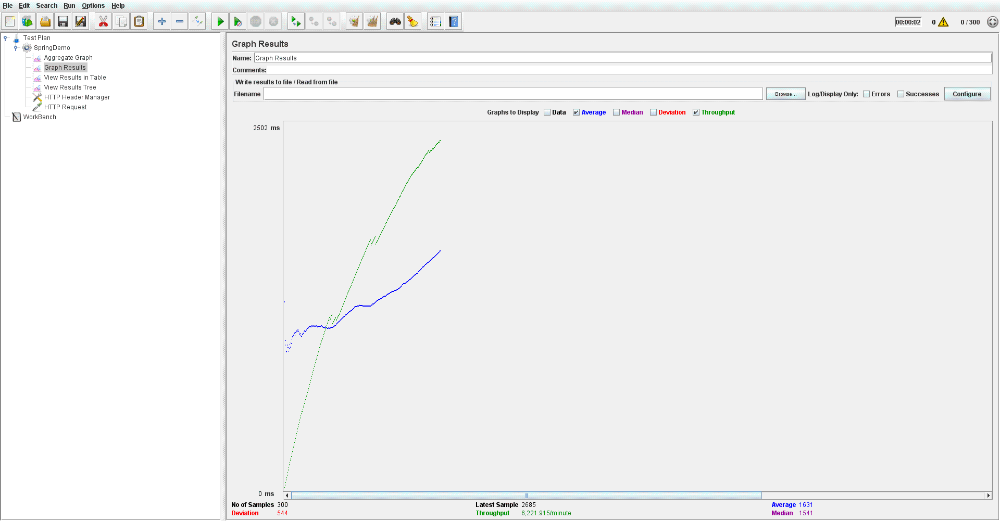 File Edit Search Run Options Help
00:00:02 0 0 / 300
Test Plan
SpringDemo
Aggregate Graph
Graph Results
View Results in Table
View Results Tree
HTTP Header Manager
HTTP Request
WorkBench
Graph Results
Name: Graph Results
Comments:
Write results to file / Read from file
Filename Browse... Log/Display Only: Errors Successes Configure
Graphs to Display Data Average Median Deviation Throughput
2502 ms
0 ms
No of Samples 300 Latest Sample 2685 Average 1631
Deviation 544 Throughput 6,221.915/minute Median 1541